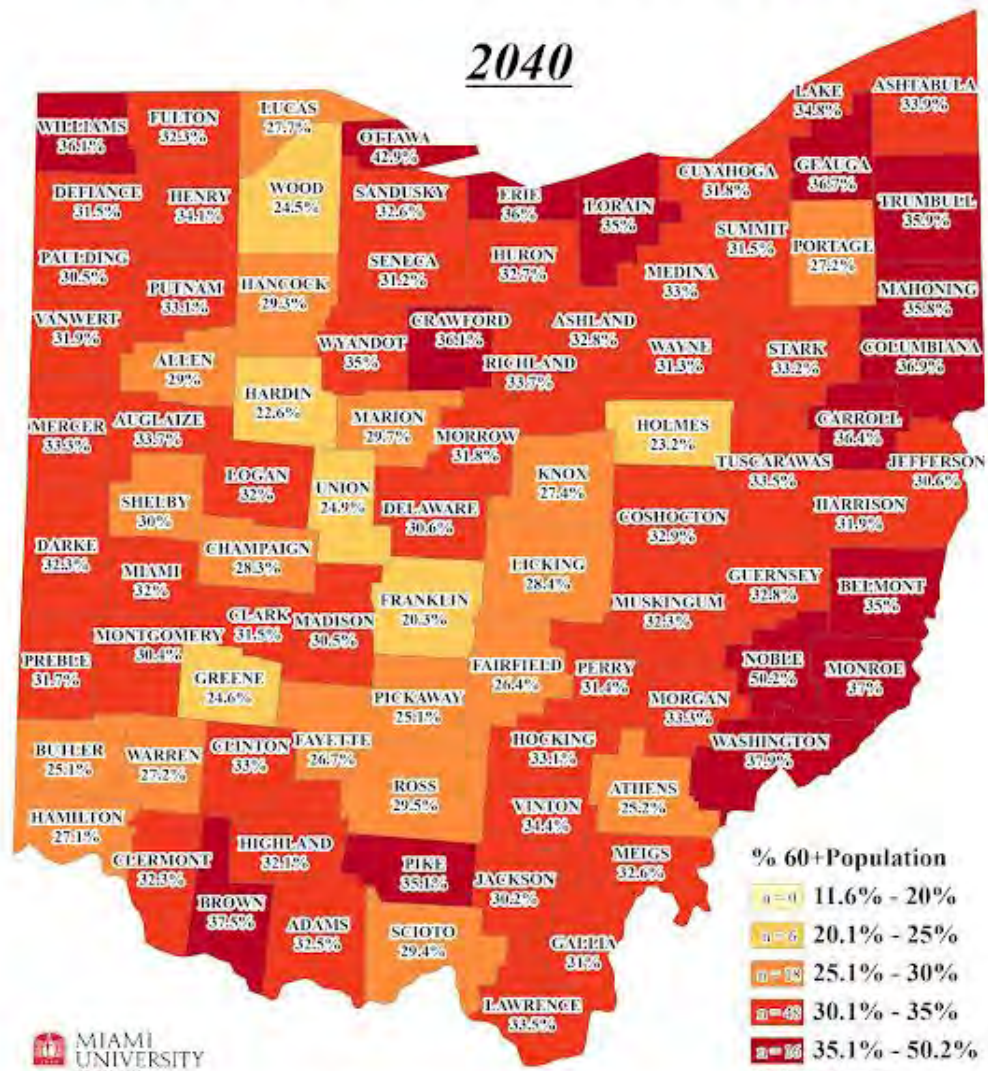 2040
WILLIAMS
36.1%
FULTON
32.3%
LUCAS
27.7%
OTTAWA
42.9%
LAKE
34.8%
ASHTABULA
33.9%
GEAUGA
36.7%
DEFIANCE
31.5%
HENRY
34.1%
WOOD
24.5%
SANDUSKY
32.6%
ERIE
36%
LORAIN
35%
CUYAHOGA
31.8%
TRUMBULL
35.9%
SUMMIT
31.5%
PORTAGE
27.2%
PAULDING
30.5%
PUTNAM
33.1%
HANCOCK
29.3%
SENECA
31.2%
HURON
32.7%
MEDINA
33%
MAHONING
35.8%
VANWERT
31.9%
ALLEN
29%
WYANDOT
35%
CRAWFORD
36.1%
ASHLAND
32.8%
RICHLAND
33.7%
WAYNE
31.3%
STARK
33.2%
COLUMBIANA
36.9%
HARDIN
22.6%
MERCER
33.3%
AUGLAIZE
33.7%
MARION
29.7%
MORROW
31.8%
HOLMES
23.2%
CARROLL
36.4%
TUSCARAWAS
33.5%
JEFFERSON
30.6%
LOGAN
32%
UNION
24.9%
KNOX
27.4%
SHELBY
30%
DELAWARE
30.6%
COSHOCTON
32.9%
HARRISON
31.9%
DARKE
32.3%
CHAMPAIGN
28.3%
MIAMI
32%
LICKING
28.4%
GUERNSEY
32.8%
BELMONT
35%
FRANKLIN
20.3%
MUSKINGUM
32.3%
CLARK
31.5%
MADISON
30.5%
MONTGOMERY
30.4%
PREBLE
31.7%
GREENE
24.6%
FAIRFIELD
26.4%
PERRY
31.4%
NOBLE
50.2%
MONROE
37%
PICKAWAY
25.1%
MORGAN
33.3%
BUTLER
25.1%
WARREN
27.2%
CLINTON
33%
FAYETTE
26.7%
HOCKING
33.1%
WASHINGTON
37.9%
ROSS
29.5%
ATHENS
25.2%
VINTON
34.4%
HAMILTON
27.1%
CLERMONT
32.3%
HIGHLAND
32.1%
PIKE
35.1%
JACKSON
30.2%
MEIGS
32.6%
BROWN
37.5%
ADAMS
32.5%
SCIOTO
29.4%
GALLIA
31%
LAWRENCE
33.5%
% 60+Population
n = 0 11.6% - 20%
n = 6 20.1% - 25%
n = 18 25.1% - 30%
n = 48 30.1% - 35%
n = 16 35.1% - 50.2%
MIAMI
UNIVERSITY